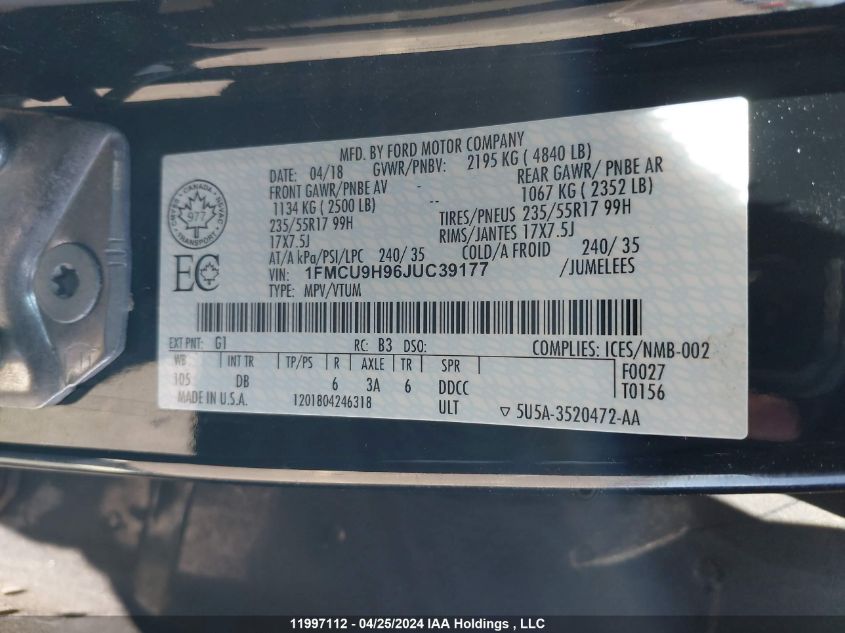 MFD. BY FORD MOTOR COMPANY
DATE: 04/18 GVWR/PNBV: 2195 KG ( 4840 LB)
FRONT GAWR/PNBE AV - REAR GAWR/ PNBE AR
1134 KG ( 2500 LB) -- 1067 KG ( 2352 LB)
235/55R17 99H TIRES/PNEUS 235/55R17 99H
17X7.5J RIMS/JANTES 17X7.5J
AT/A kPa/PSI/LPC 240/ 35 COLD/A FROID 240/ 35
VIN: 1FMCU9H96JUC39177 /JUMELEES
TYPE: MPV/VTUM
CANADA
977
TRANSPORT
EC
EXT PNT: G1 RC: B3 DSO: COMPLIES: ICES/NMB-002
WB INT TR TP/PS R AXLE TR SPR F0027
105 DB 6 3A 6 DDCC T0156
MADE IN U.S.A. 1201804246318 ULT ▽ 5U5A-3520472-AA
11997112 - 04/25/2024 IAA Holdings , LLC